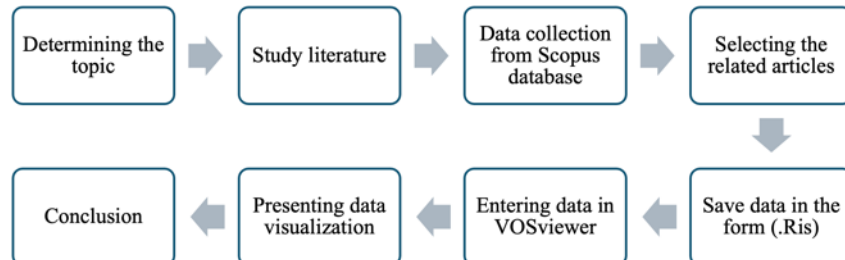 Determining the
topic
Study literature
Data collection
from Scopus
database
Selecting the
related articles
Save data in the
form (.Ris)
Entering data in
VOSviewer
Presenting data
visualization
Conclusion